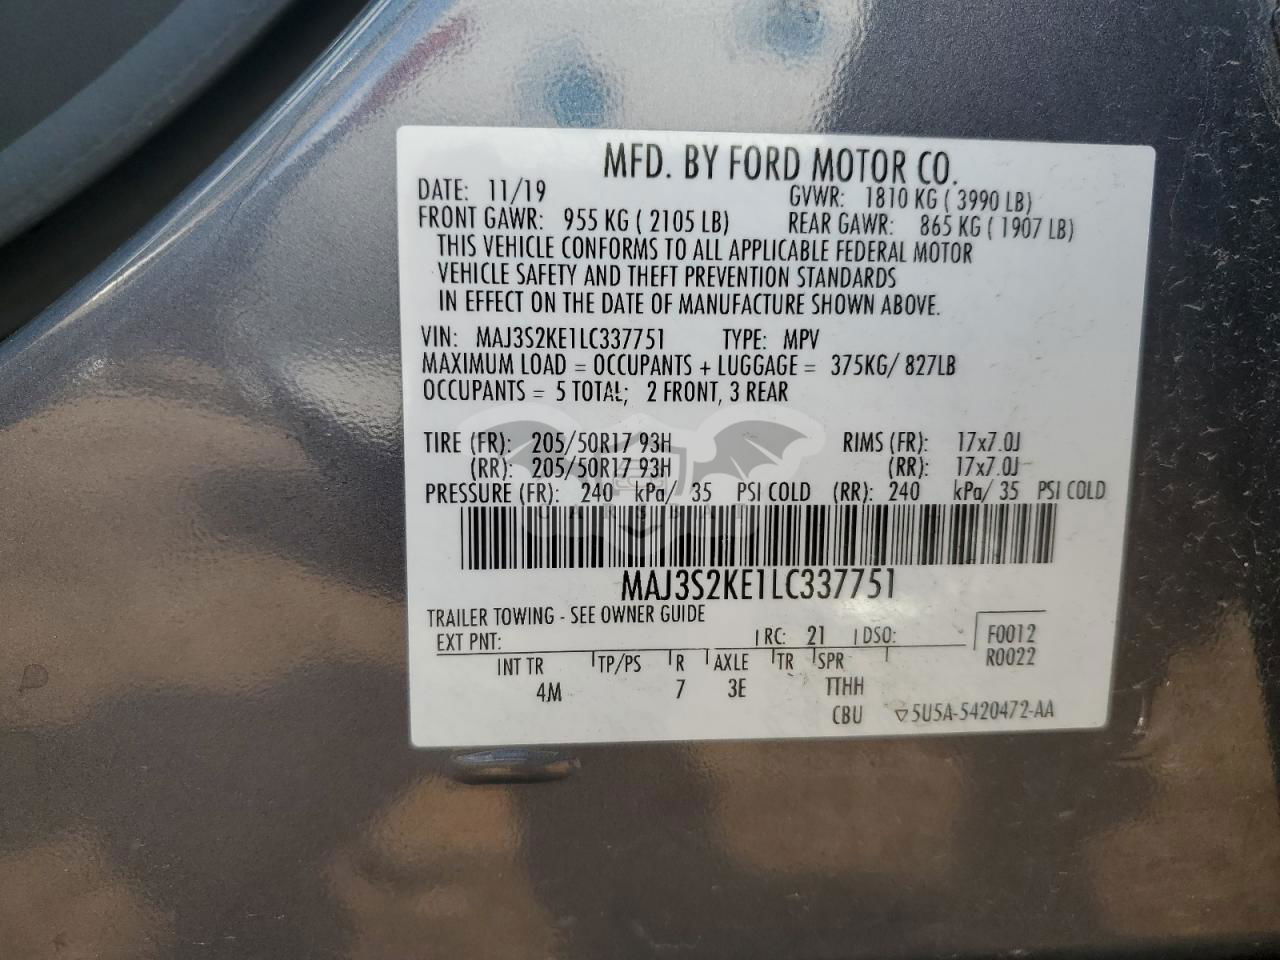 MFD. BY FORD MOTOR CO.
DATE: 11/19 GVWR: 1810 KG ( 3990 LB)
FRONT GAWR: 955 KG ( 2105 LB) REAR GAWR: 865 KG ( 1907 LB)
THIS VEHICLE CONFORMS TO ALL APPLICABLE FEDERAL MOTOR
VEHICLE SAFETY AND THEFT PREVENTION STANDARDS
IN EFFECT ON THE DATE OF MANUFACTURE SHOWN ABOVE.
VIN: MAJ3S2KE1LC337751 TYPE: MPV
MAXIMUM LOAD = OCCUPANTS + LUGGAGE = 375KG/ 827LB
OCCUPANTS = 5 TOTAL; 2 FRONT, 3 REAR
TIRE (FR): 205/50R17 93H RIMS (FR): 17x7.0J
(RR): 205/50R17 93H (RR): 17x7.0J
PRESSURE (FR): 240 kPa/ 35 PSI COLD (RR): 240 kPa/ 35 PSI COLD
CARSBAT
MAJ3S2KE1LC337751
TRAILER TOWING - SEE OWNER GUIDE
EXT PNT: RC: 21 DSO: F0012
R0022
INT TR TP/PS R AXLE TR SPR
4M 7 3E TTHH
CBU 5U5A-5420472-AA